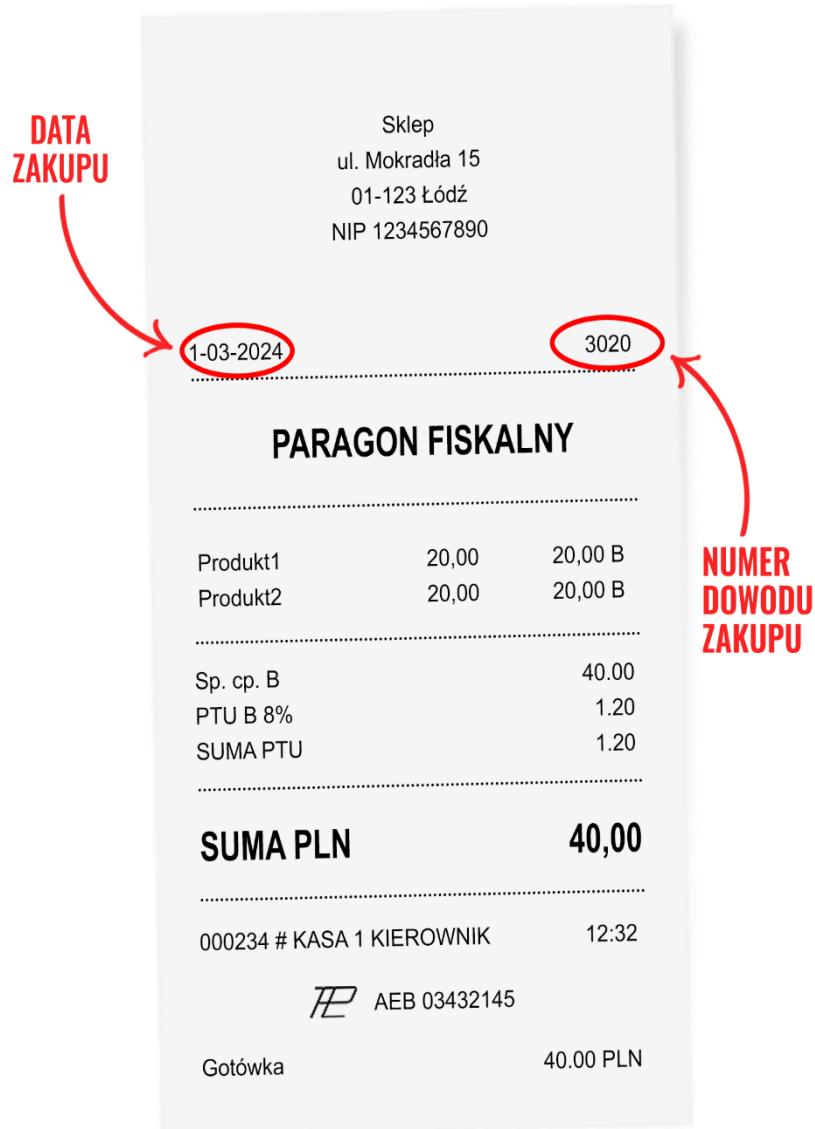 DATA
ZAKUPU
Sklep
ul. Mokradła 15
01-123 Łódź
NIP 1234567890
1-03-2024 3020
PARAGON FISKALNY
Produkt1 20,00 20,00 B
Produkt2 20,00 20,00 B
NUMER
DOWODU
ZAKUPU
Sp. cp. B 40.00
PTU B 8% 1.20
SUMA PTU 1.20
SUMA PLN 40,00
000234 # KASA 1 KIEROWNIK 12:32
AEB 03432145
Gotówka 40.00 PLN